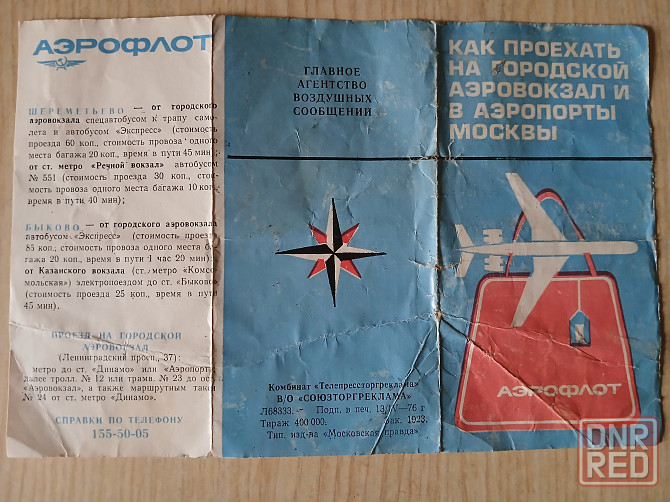 АЭРОФЛОТ
ШЕРЕМЕТЬЕВО — от городского
аэровокзала спецавтобусом к трапу само-
лета и автобусом «Экспресс» (стоимость
проезда 60 коп., стоимость провоза одного
места багажа 20 коп., время в пути 45 мин);
от ст. метро «Речной вокзал» автобусом
№ 551 (стоимость проезда 30 коп., стои-
мость провоза одного места багажа 10 коп.,
время в пути 40 мин);
БЫКОВО — от городского аэровокзала
автобусом «Экспресс» (стоимость проезда
85 коп., стоимость провоза одного места ба-
гажа 20 коп., время в пути 1 час 20 мин);
от Казанского вокзала (ст. метро «Комсо-
мольская») электропоездом до ст. «Быково»
(стоимость проезда 25 коп., время в пути
45 мин).
ПРОЕЗД НА ГОРОДСКОЙ
АЭРОВОКЗАЛ
(Ленинградский просп., 37):
метро до ст. «Динамо» или «Аэропорт»,
далее тролл. № 12 или трамв. № 23 до ост.
«Аэровокзал», а также маршрутным такси
№ 24 от ст. метро «Динамо».
СПРАВКИ ПО ТЕЛЕФОНУ
155-50-05
ГЛАВНОЕ
АГЕНТСТВО
ВОЗДУШНЫХ
СООБЩЕНИЙ
Комбинат «Телепрессторгреклама»
В/О «СОЮЗТОРГРЕКЛАМА»
Л68333. Подп. в печ. 13/IV—76 г
Тираж 400 000. Зак. 1923.
Тип. изд-ва «Московская правда»
КАК ПРОЕХАТЬ
НА ГОРОДСКОЙ
АЭРОВОКЗАЛ И
В АЭРОПОРТЫ
МОСКВЫ
АЭРОФЛОТ
DNR
RED